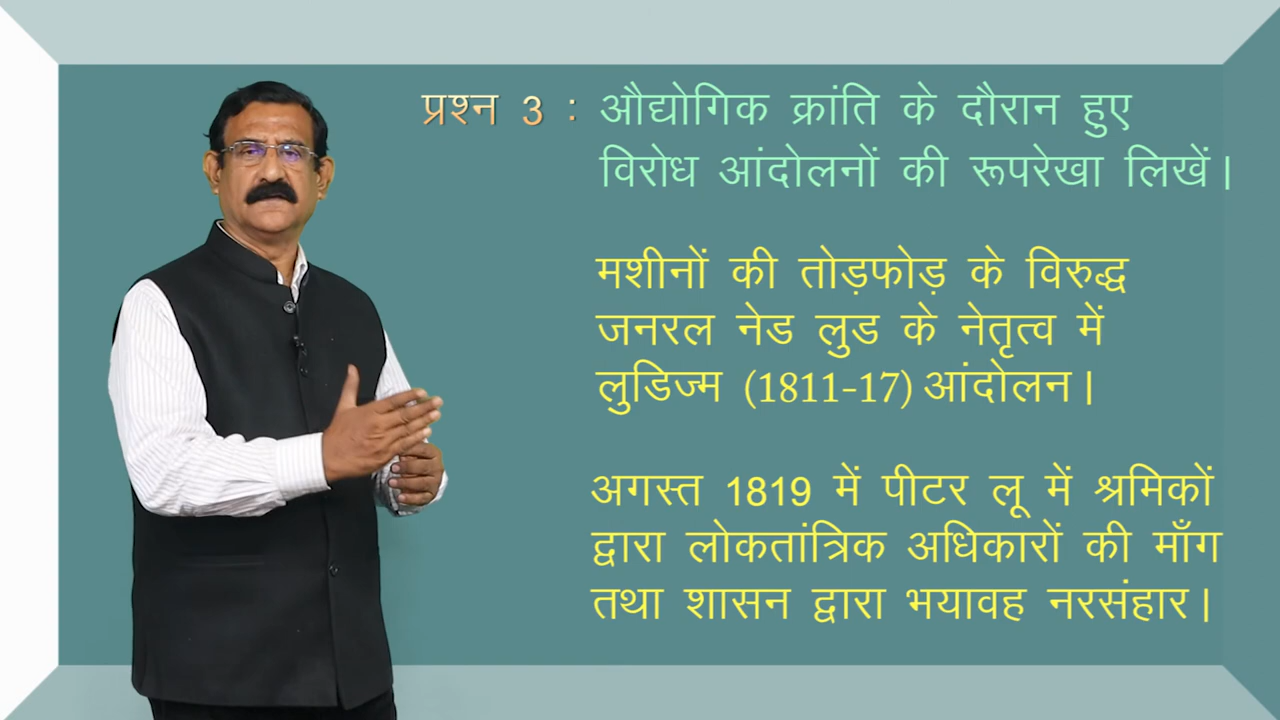 प्रश्न 3 : औद्योगिक क्रांति के दौरान हुए
विरोध आंदोलनों की रूपरेखा लिखें।
मशीनों की तोड़फोड़ के विरुद्ध
जनरल नेड लुड के नेतृत्व में
लुडिज्म (1811-17) आंदोलन।
अगस्त 1819 में पीटर लू में श्रमिकों
द्वारा लोकतांत्रिक अधिकारों की माँग
तथा शासन द्वारा भयावह नरसंहार।